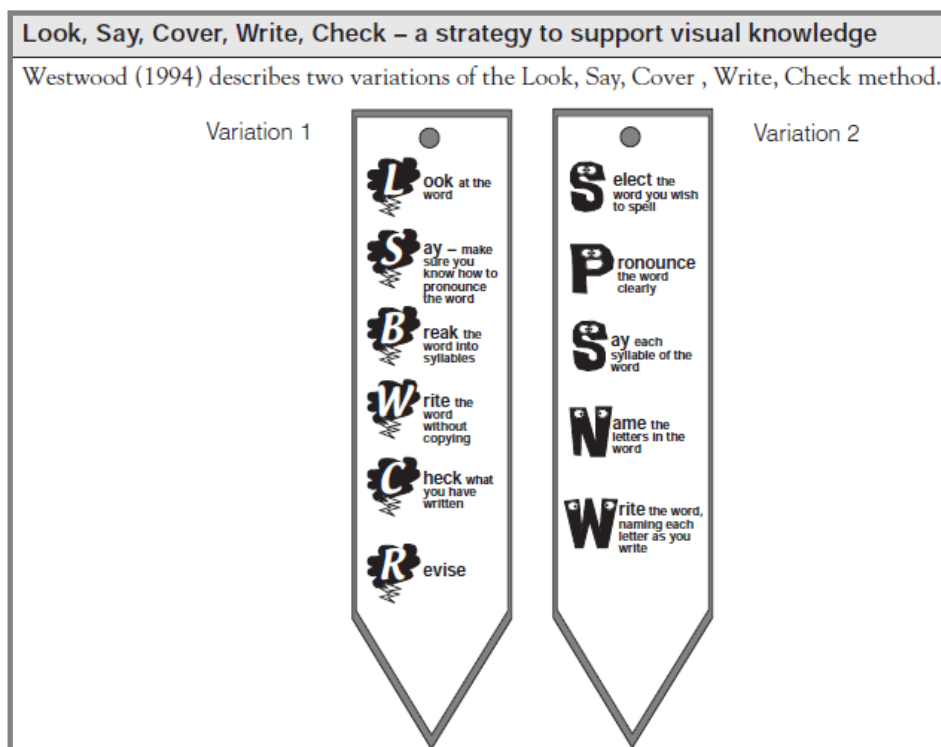 Look, Say, Cover, Write, Check – a strategy to support visual knowledge
Westwood (1994) describes two variations of the Look, Say, Cover , Write, Check method.
Variation 1
Look at the
word
Say – make
sure you
know how to
pronounce
the word
Break the
word into
syllables
Write the
word
without
copying
Check what
you have
written
Revise
Variation 2
Select the
word you wish
to spell
Pronounce
the word
clearly
Say each
syllable of the
word
Name the
letters in the
word
Write the word,
naming each
letter as you
write